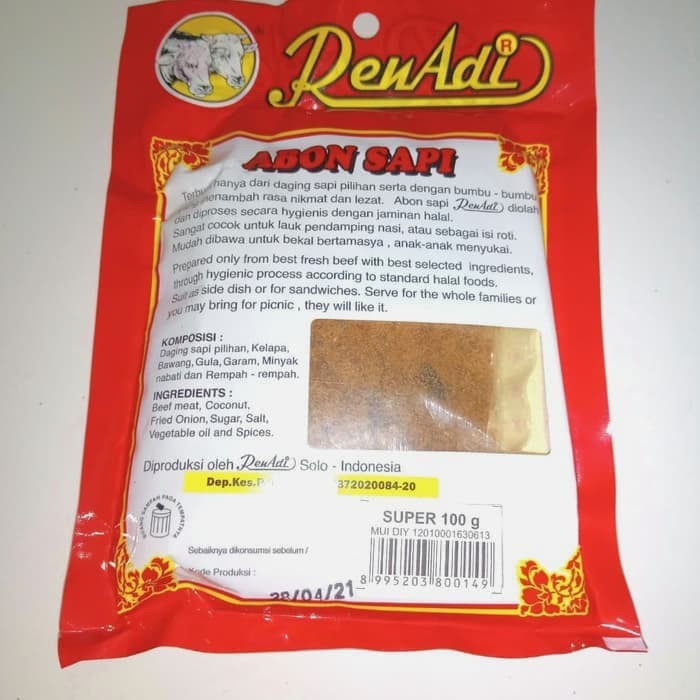 RenAdi R
ABON SAPI
hanya dari daging sapi pilihan serta dengan bumbu - bumbu
menambah rasa nikmat dan lezat. Abon sapi RenAdi diolah
dan diproses secara hygienis dengan jaminan halal.
Sangat cocok untuk lauk pendamping nasi, atau sebagai isi roti.
Mudah dibawa untuk bekal bertamasya , anak-anak menyukai.
Prepared only from best fresh beef with best selected ingredients,
through hygienic process according to standard halal foods.
Suit as side dish or for sandwiches. Serve for the whole families or
you may bring for picnic , they will like it.
KOMPOSISI :
Daging sapi pilihan, Kelapa,
Bawang, Gula, Garam, Minyak
nabati dan Rempah - rempah.
INGREDIENTS :
Beef meat, Coconut,
Fried Onion, Sugar, Salt,
Vegetable oil and Spices.
Diproduksi oleh RenAdi Solo - Indonesia
Dep.Kes. 372020084-20
BUANG SAMPAH PADA TEMPATNYA
SUPER 100 g
MUI DIY 12010001630613
8 995203 800149
Sebaiknya dikonsumsi sebelum /
Kode Produksi :
28/04/21